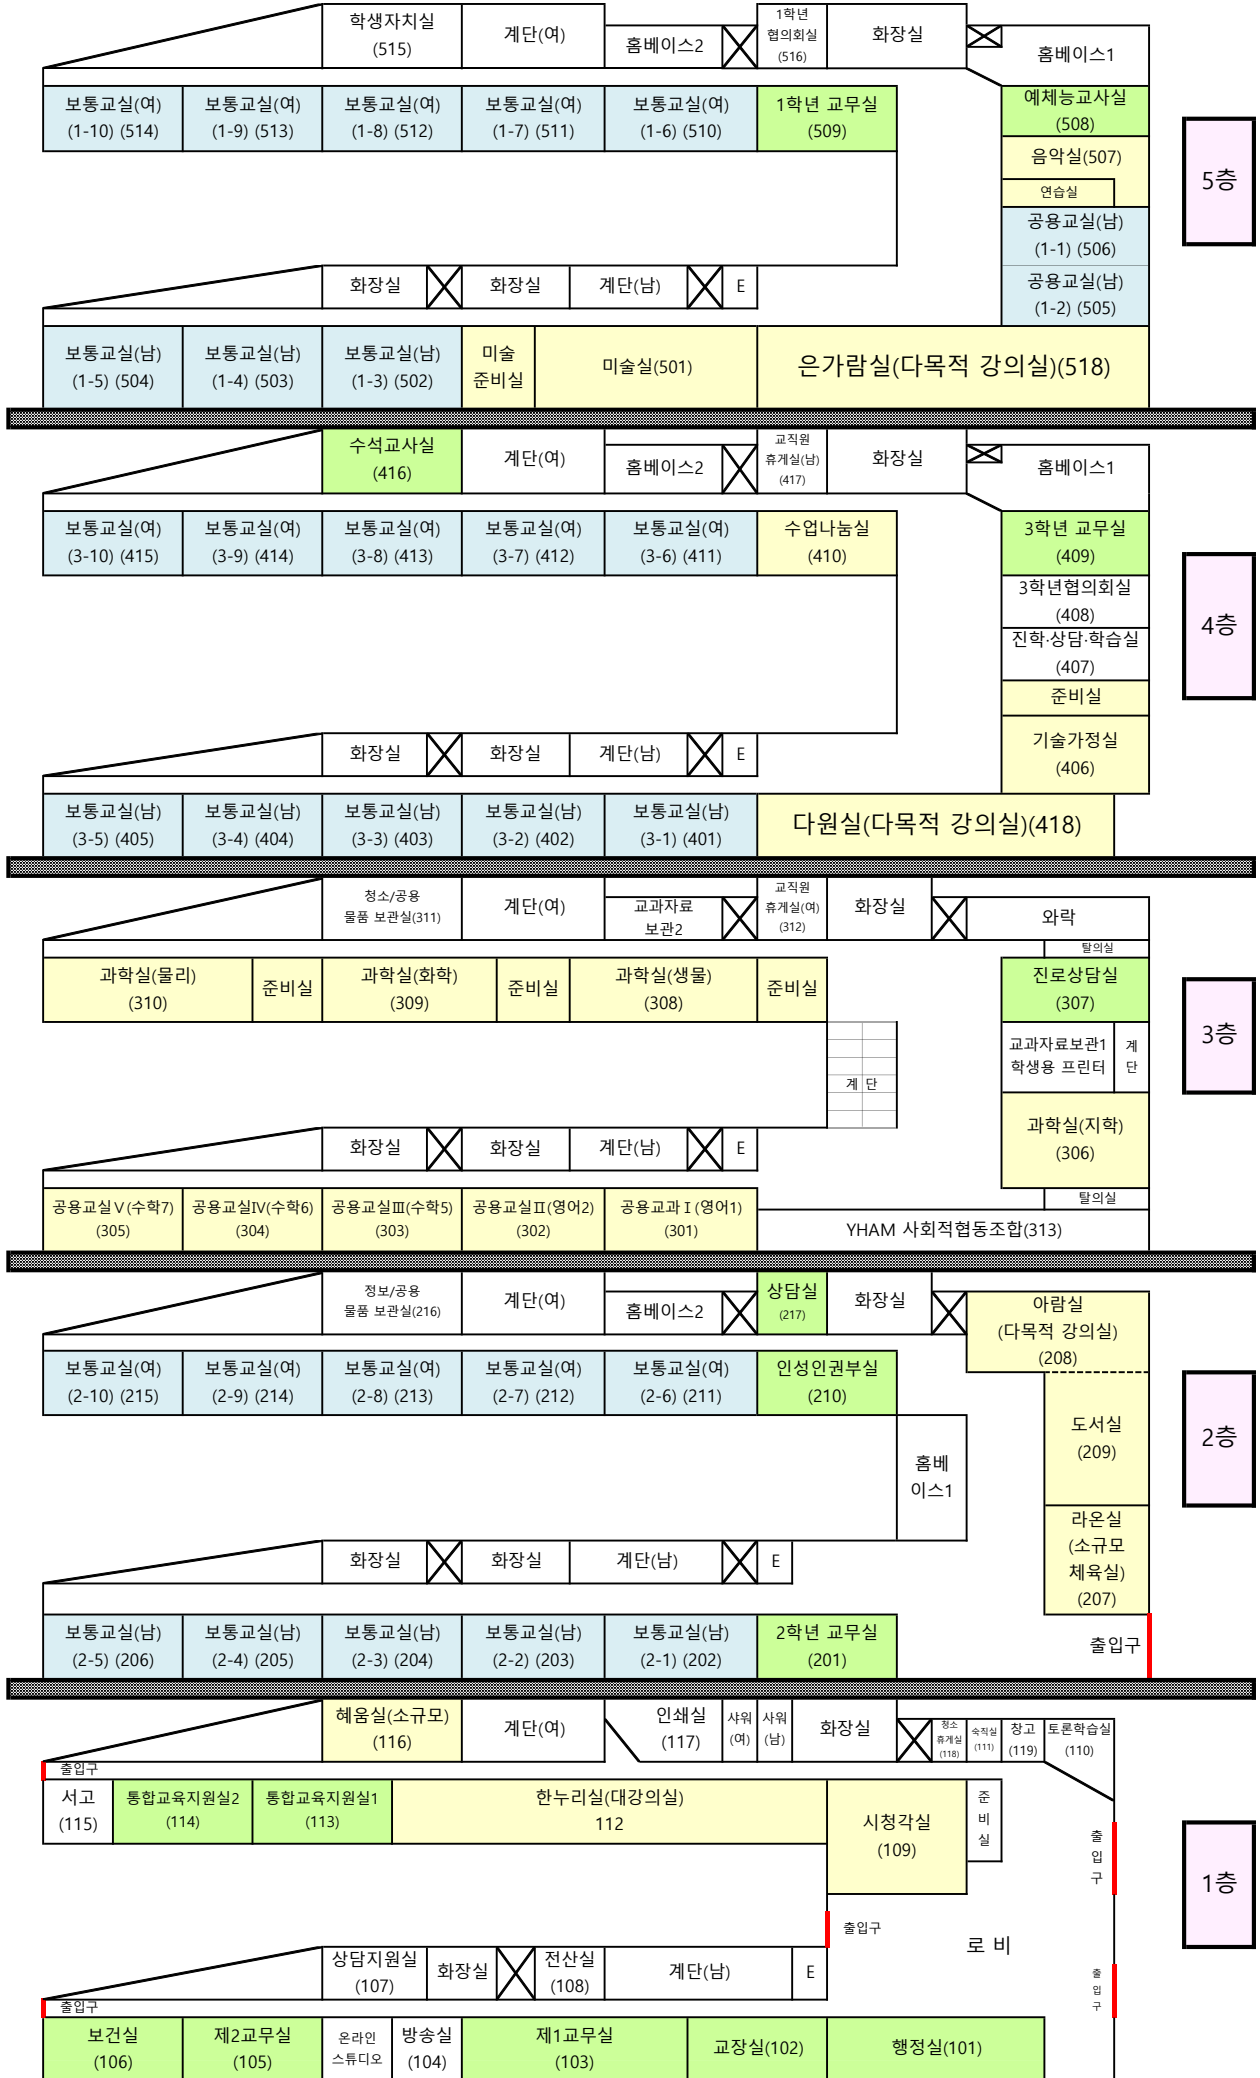 학생자치실
(515)
계단(여)
홈베이스2
1학년
협의회실
(516)
화장실
홈베이스1
보통교실(여)
(1-10) (514)
보통교실(여)
(1-9) (513)
보통교실(여)
(1-8) (512)
보통교실(여)
(1-7) (511)
보통교실(여)
(1-6) (510)
1학년 교무실
(509)
예체능교사실
(508)
음악실(507)
연습실
공용교실(남)
(1-1) (506)
공용교실(남)
(1-2) (505)
5층
화장실
화장실
계단(남)
E
보통교실(남)
(1-5) (504)
보통교실(남)
(1-4) (503)
보통교실(남)
(1-3) (502)
미술
준비실
미술실(501)
은가람실(다목적 강의실)(518)
수석교사실
(416)
계단(여)
홈베이스2
교직원
휴게실(남)
(417)
화장실
홈베이스1
보통교실(여)
(3-10) (415)
보통교실(여)
(3-9) (414)
보통교실(여)
(3-8) (413)
보통교실(여)
(3-7) (412)
보통교실(여)
(3-6) (411)
수업나눔실
(410)
3학년 교무실
(409)
3학년협의회실
(408)
진학·상담·학습실
(407)
준비실
기술가정실
(406)
4층
화장실
화장실
계단(남)
E
보통교실(남)
(3-5) (405)
보통교실(남)
(3-4) (404)
보통교실(남)
(3-3) (403)
보통교실(남)
(3-2) (402)
보통교실(남)
(3-1) (401)
다원실(다목적 강의실)(418)
청소/공용
물품 보관실(311)
계단(여)
교과자료
보관2
교직원
휴게실(여)
(312)
화장실
와락
탈의실
과학실(물리)
(310)
준비실
과학실(화학)
(309)
준비실
과학실(생물)
(308)
준비실
진로상담실
(307)
교과자료보관1
학생용 프린터
계
단
계 단
과학실(지학)
(306)
탈의실
3층
화장실
화장실
계단(남)
E
공용교실Ⅴ(수학7)
(305)
공용교실Ⅳ(수학6)
(304)
공용교실Ⅲ(수학5)
(303)
공용교실Ⅱ(영어2)
(302)
공용교과Ⅰ(영어1)
(301)
YHAM 사회적협동조합(313)
정보/공용
물품 보관실(216)
계단(여)
홈베이스2
상담실
(217)
화장실
아람실
(다목적 강의실)
(208)
보통교실(여)
(2-10) (215)
보통교실(여)
(2-9) (214)
보통교실(여)
(2-8) (213)
보통교실(여)
(2-7) (212)
보통교실(여)
(2-6) (211)
인성인권부실
(210)
홈베
이스1
도서실
(209)
라온실
(소규모
체육실)
(207)
출입구
2층
화장실
화장실
계단(남)
E
보통교실(남)
(2-5) (206)
보통교실(남)
(2-4) (205)
보통교실(남)
(2-3) (204)
보통교실(남)
(2-2) (203)
보통교실(남)
(2-1) (202)
2학년 교무실
(201)
혜움실(소규모)
(116)
계단(여)
인쇄실
(117)
샤워
(여)
샤워
(남)
화장실
청소
휴게실
(118)
숙직실
(111)
창고
(119)
토론학습실
(110)
출입구
서고
(115)
통합교육지원실2
(114)
통합교육지원실1
(113)
한누리실(대강의실)
112
시청각실
(109)
준
비
실
출
입
구
출입구
로 비
출
입
구
1층
상담지원실
(107)
화장실
전산실
(108)
계단(남)
E
출입구
보건실
(106)
제2교무실
(105)
온라인
스튜디오
방송실
(104)
제1교무실
(103)
교장실(102)
행정실(101)